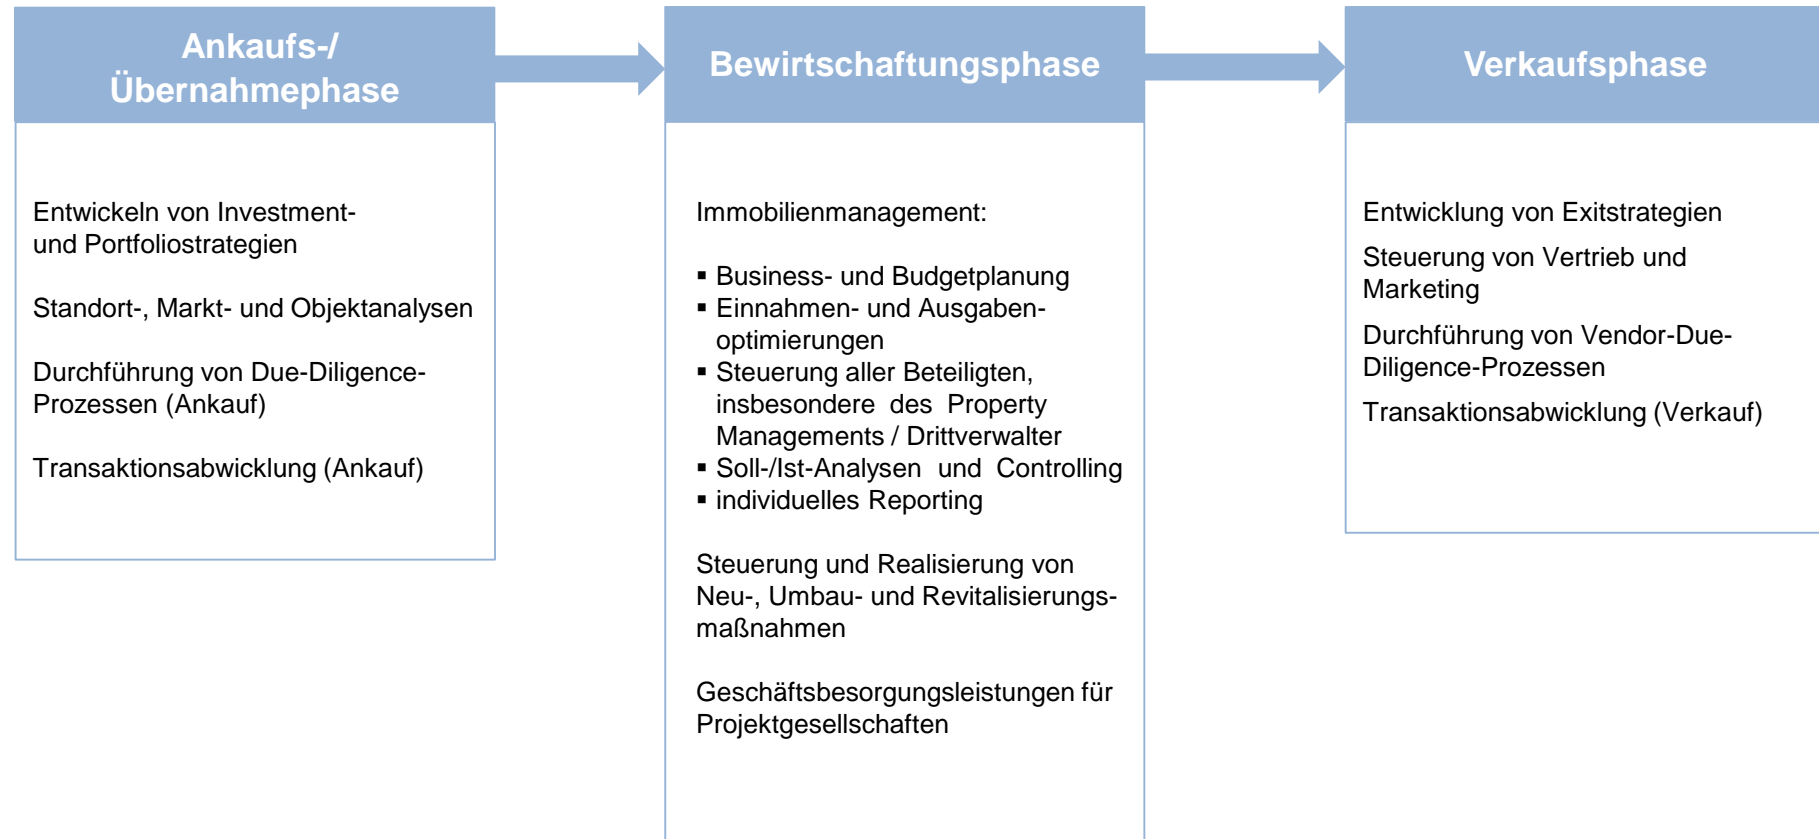 Ankaufs-/
Übernahmephase
Entwickeln von Investment-
und Portfoliostrategien
Standort-, Markt- und Objektanalysen
Durchführung von Due-Diligence-
Prozessen (Ankauf)
Transaktionsabwicklung (Ankauf)
Bewirtschaftungsphase
Immobilienmanagement:
▪ Business- und Budgetplanung
▪ Einnahmen- und Ausgaben-
optimierungen
▪ Steuerung aller Beteiligten,
insbesondere des Property
Managements / Drittverwalter
▪ Soll-/Ist-Analysen und Controlling
▪ individuelles Reporting
Steuerung und Realisierung von
Neu-, Umbau- und Revitalisierungs-
maßnahmen
Geschäftsbesorgungsleistungen für
Projektgesellschaften
Verkaufsphase
Entwicklung von Exitstrategien
Steuerung von Vertrieb und
Marketing
Durchführung von Vendor-Due-
Diligence-Prozessen
Transaktionsabwicklung (Verkauf)